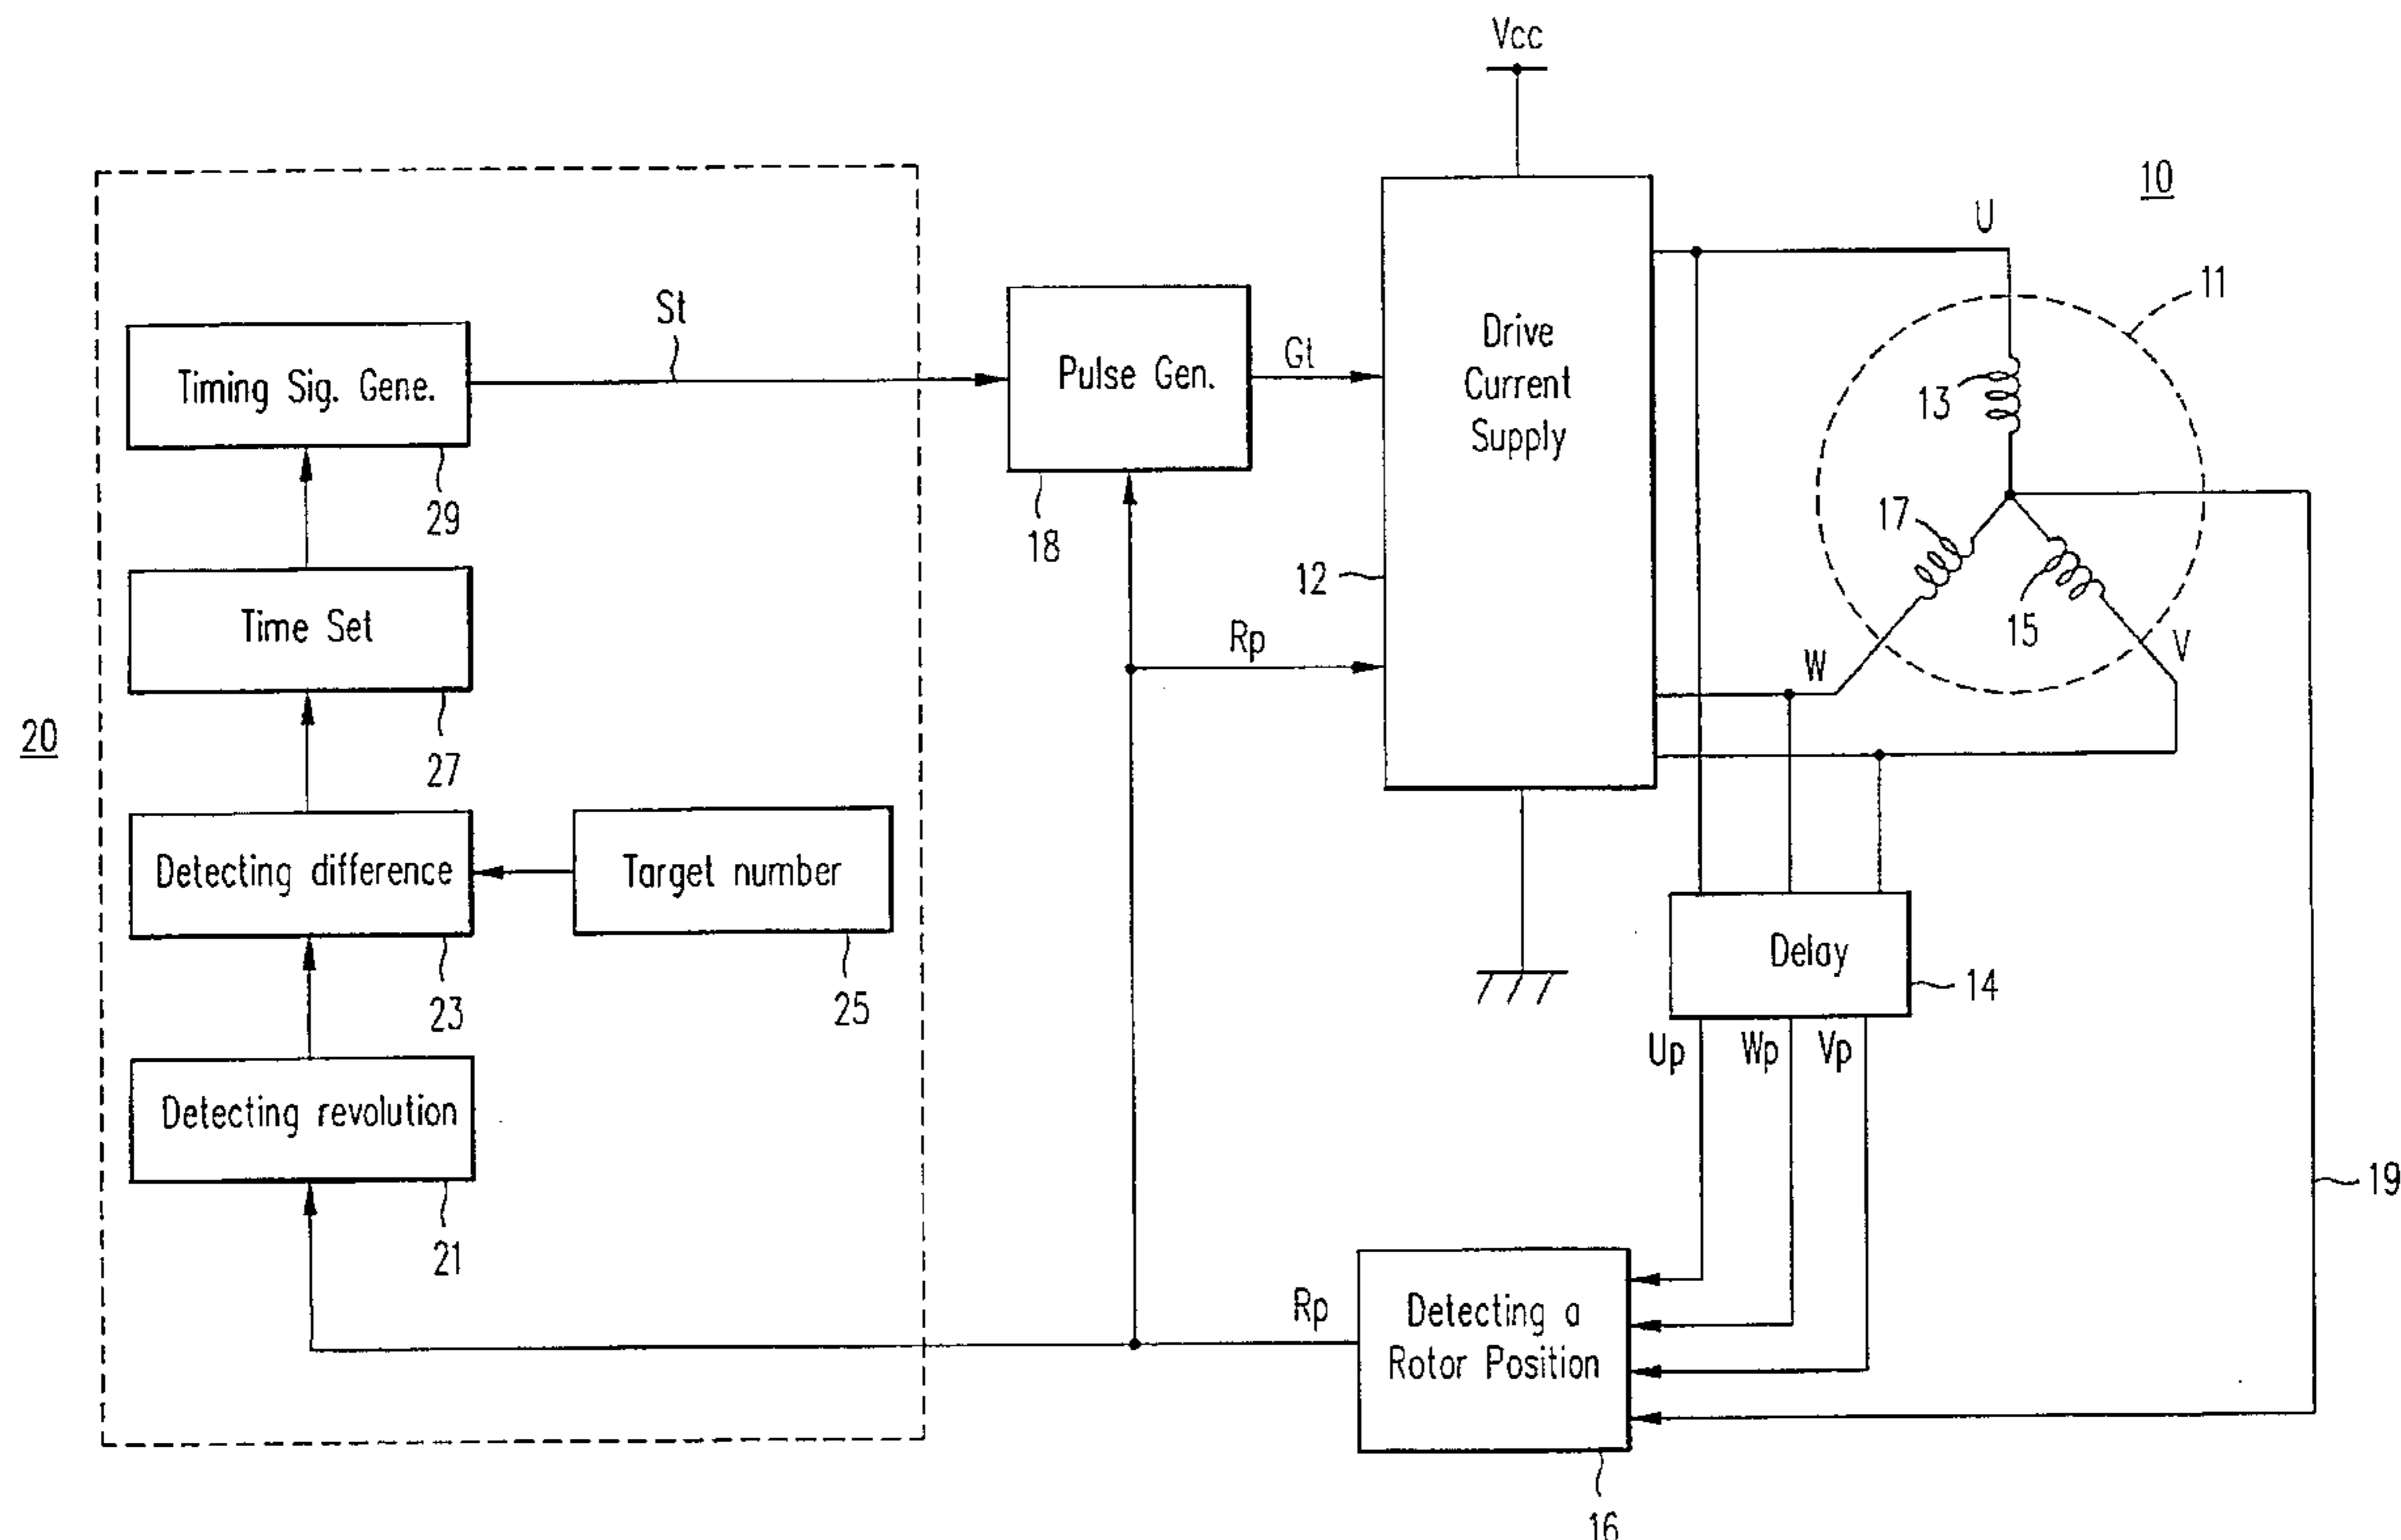 Vcc
10
U
11
St
Timing Sig. Gene.
29
Pulse Gen.
18
Gt
Drive
Current
Supply
12
13
17
15
W
V
Time Set
27
Rp
20
Detecting difference
23
Target number
25
Delay
14
Up
Wp
Vp
Detecting revolution
21
19
Rp
Detecting a
Rotor Position
16